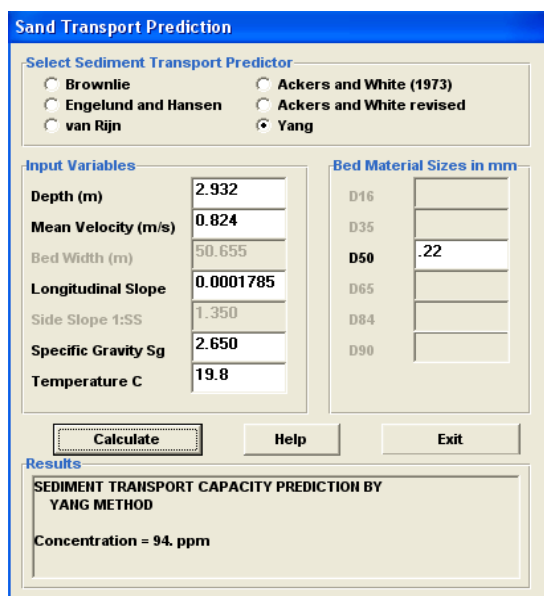 Sand Transport Prediction
Select Sediment Transport Predictor
Brownlie
Ackers and White (1973)
Engelund and Hansen
Ackers and White revised
van Rijn
Yang
Input Variables
Depth (m) 2.932
Mean Velocity (m/s) 0.824
Bed Width (m) 50.655
Longitudinal Slope 0.0001785
Side Slope 1:SS 1.350
Specific Gravity Sg 2.650
Temperature C 19.8
Bed Material Sizes in mm
D16
D35
D50 .22
D65
D84
D90
Calculate Help Exit
Results
SEDIMENT TRANSPORT CAPACITY PREDICTION BY
YANG METHOD
Concentration = 94. ppm